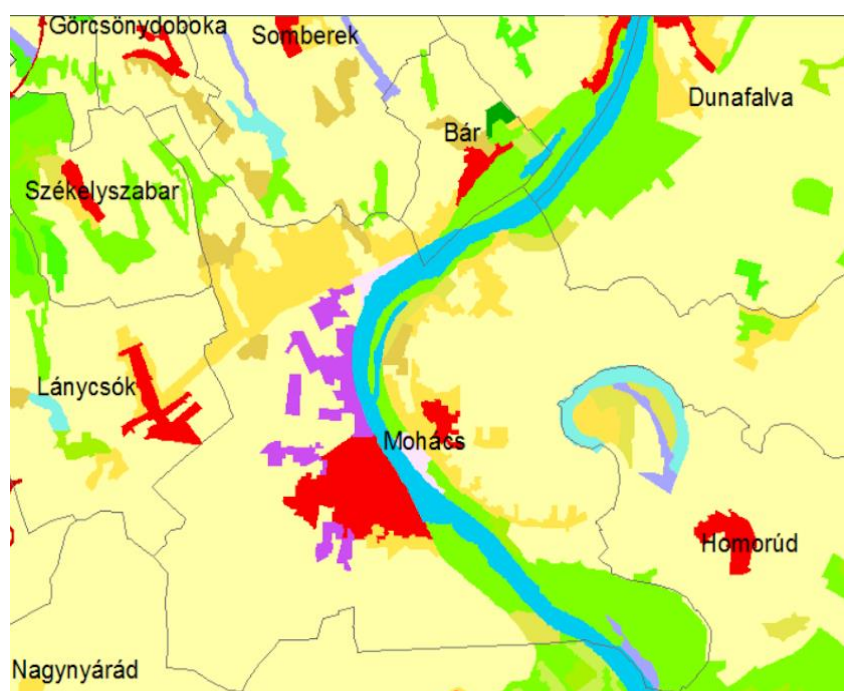 Görcsönydoboka
Somberek
Dunafalva
Bár
Székelyszabar
Lánycsók
Mohács
Homorúd
Nagynyárád